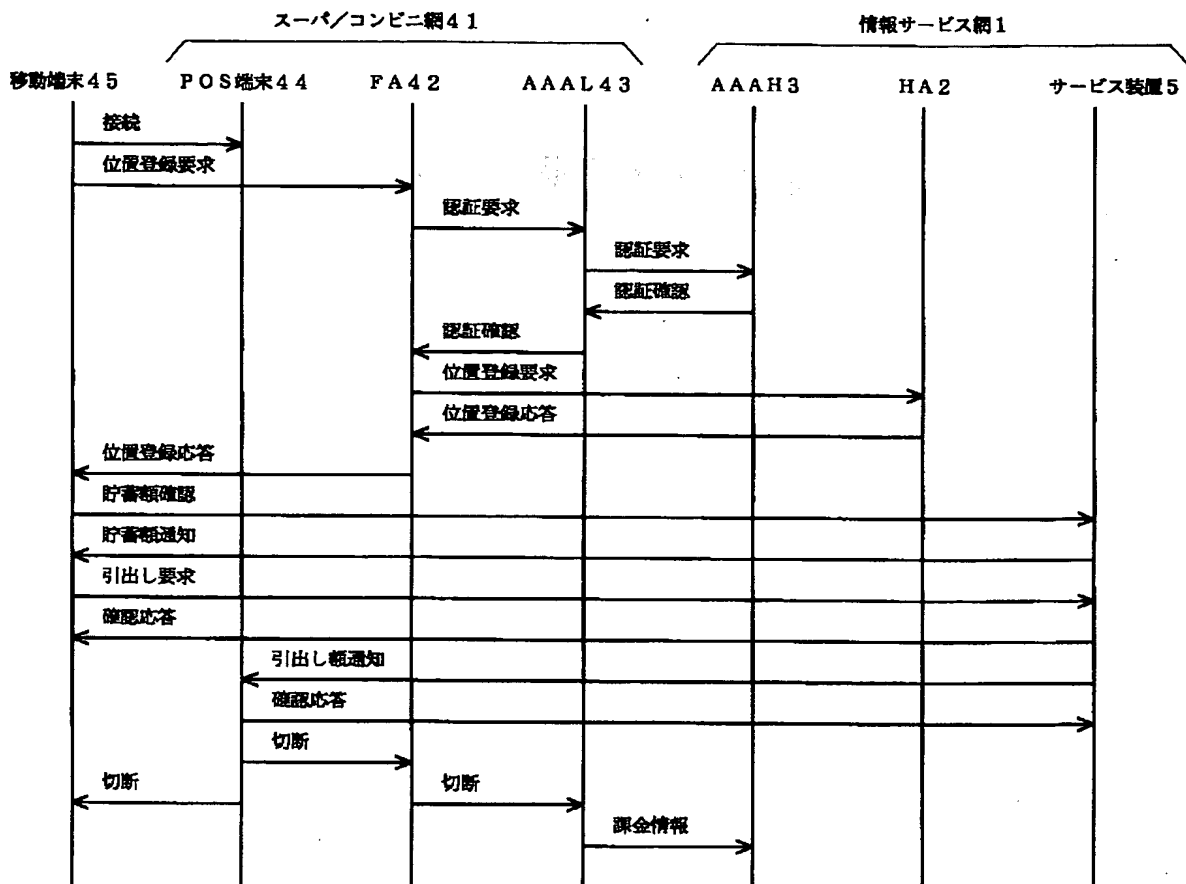 スーパ／コンビニ網４１
情報サービス網１
移動端末４５
ＰＯＳ端末４４
ＦＡ４２
ＡＡＡＬ４３
ＡＡＡＨ３
ＨＡ２
サービス装置５
接続
位置登録要求
認証要求
認証要求
認証確認
認証確認
位置登録要求
位置登録応答
位置登録応答
貯蓄額確認
貯蓄額通知
引出し要求
確認応答
引出し額通知
確認応答
切断
切断
切断
課金情報